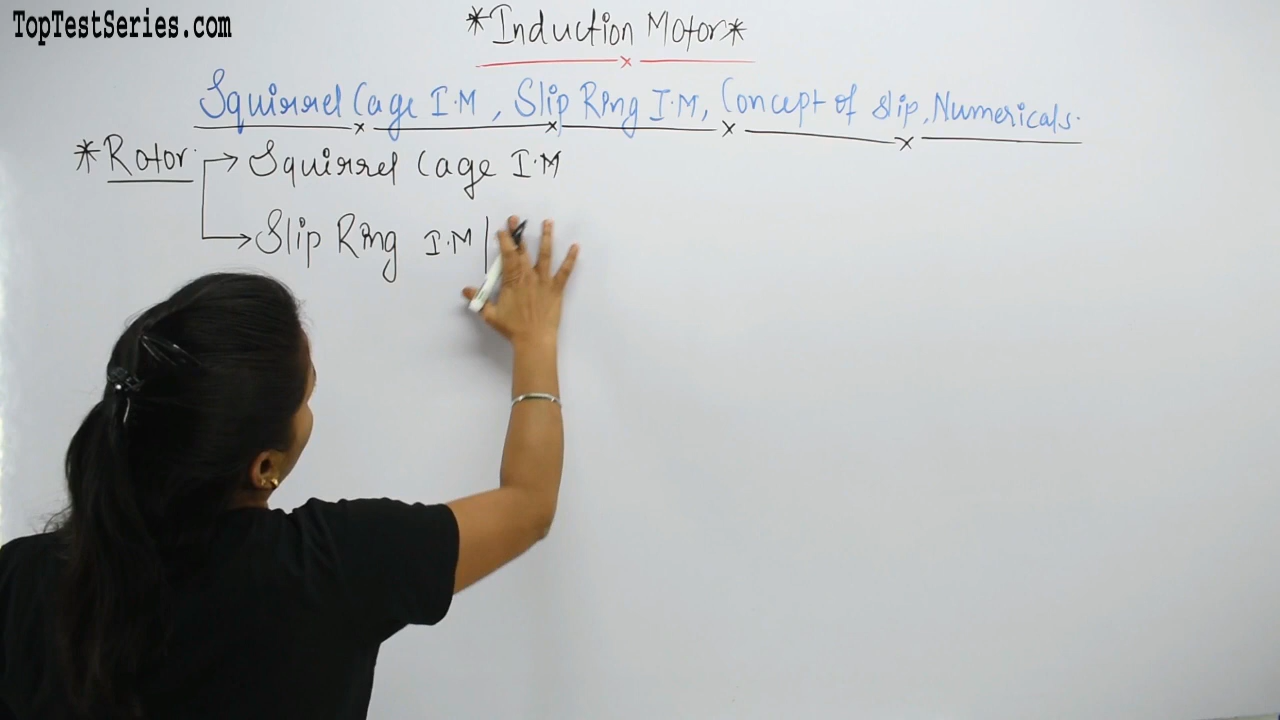 TopTestSeries.com
*Induction Motor*
Squirrel Cage I.M, Slip Ring I.M, Concept of slip, Numericals.
*Rotor
Squirrel Cage I.M
Slip Ring I.M|